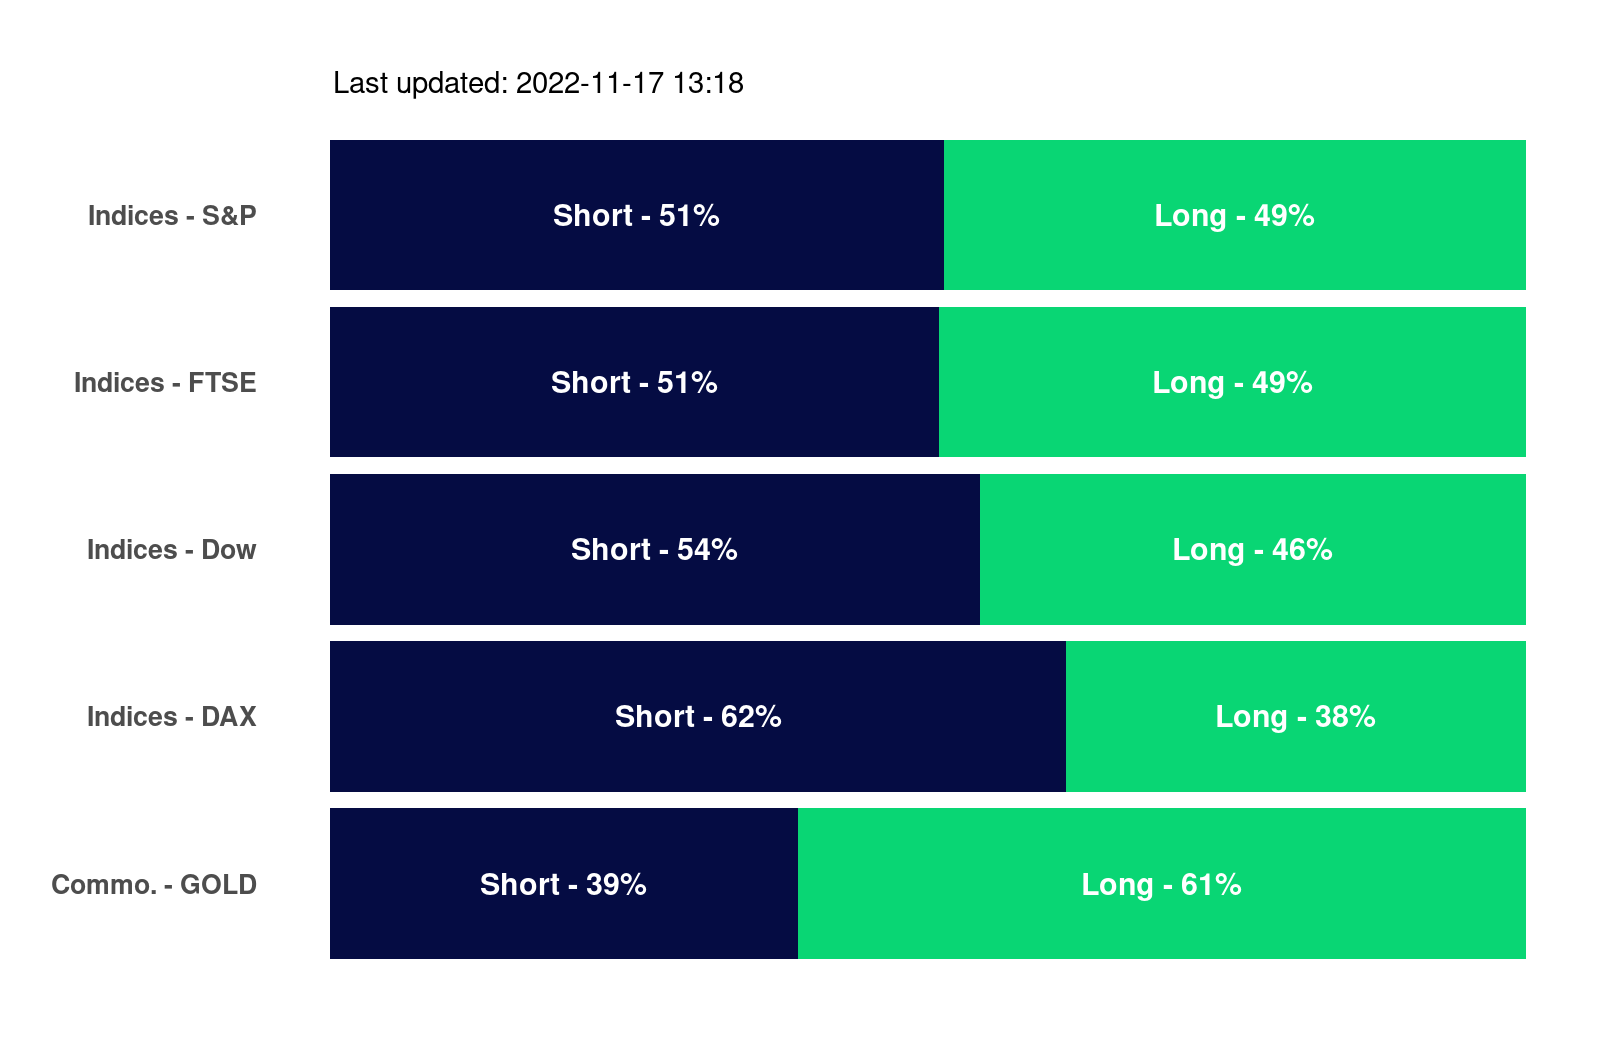 Last updated: 2022-11-17 13:18
Indices - S&P Short - 51% Long - 49%
Indices - FTSE Short - 51% Long - 49%
Indices - Dow Short - 54% Long - 46%
Indices - DAX Short - 62% Long - 38%
Commo. - GOLD Short - 39% Long - 61%